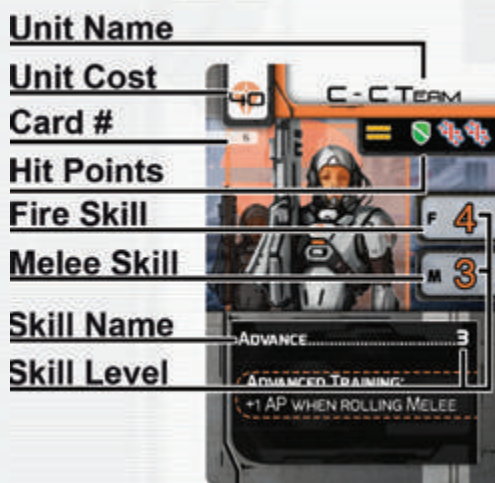 Unit Name
Unit Cost
40
C-C TEAM
Card #
6
Hit Points
Fire Skill
F 4
Melee Skill
M 3
Skill Name
ADVANCE..............................3
Skill Level
ADVANCED TRAINING:
+1 AP WHEN ROLLING MELEE